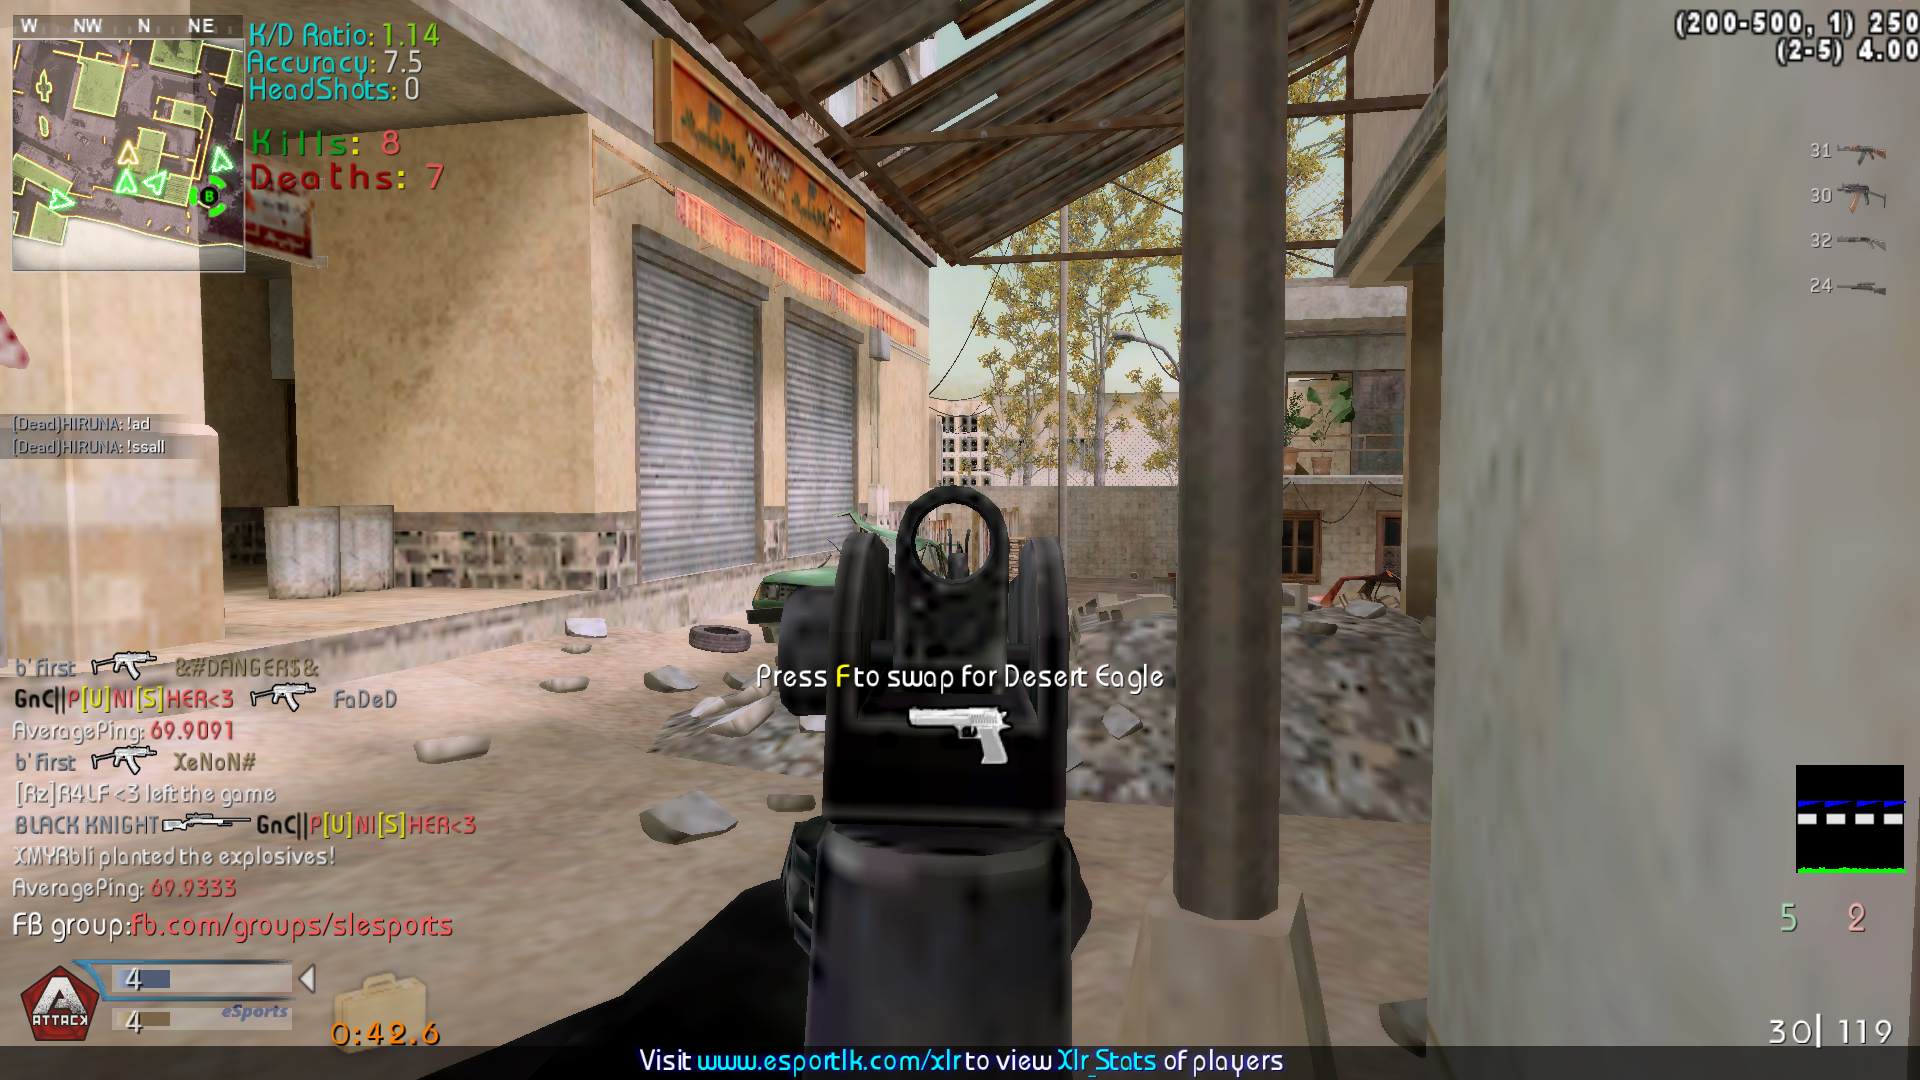 W NW N NE
K/D Ratio: 1.14
Accuracy: 7.5
HeadShots: 0
Kills: 8
Deaths: 7
B
(200-500, 1) 250
(2-5) 4.00
31
30
32
24
(Dead)HIRUNA: !ad
(Dead)HIRUNA: !ssall
b'first &#DANGER$&
GnC||P[U]NI[S]HER<3 FaDeD
AveragePing: 69.9091
b'first XeNoN#
[Rz]R4LF <3 left the game
BLACK KNIGHT GnC||P[U]NI[S]HER<3
XMYRbli planted the explosives!
AveragePing: 69.9333
FB group:fb.com/groups/slesports
Press F to swap for Desert Eagle
ATTACK
4
4
eSports
0:42.6
5 2
30| 119
Visit www.esportlk.com/xlr to view Xlr_Stats of players